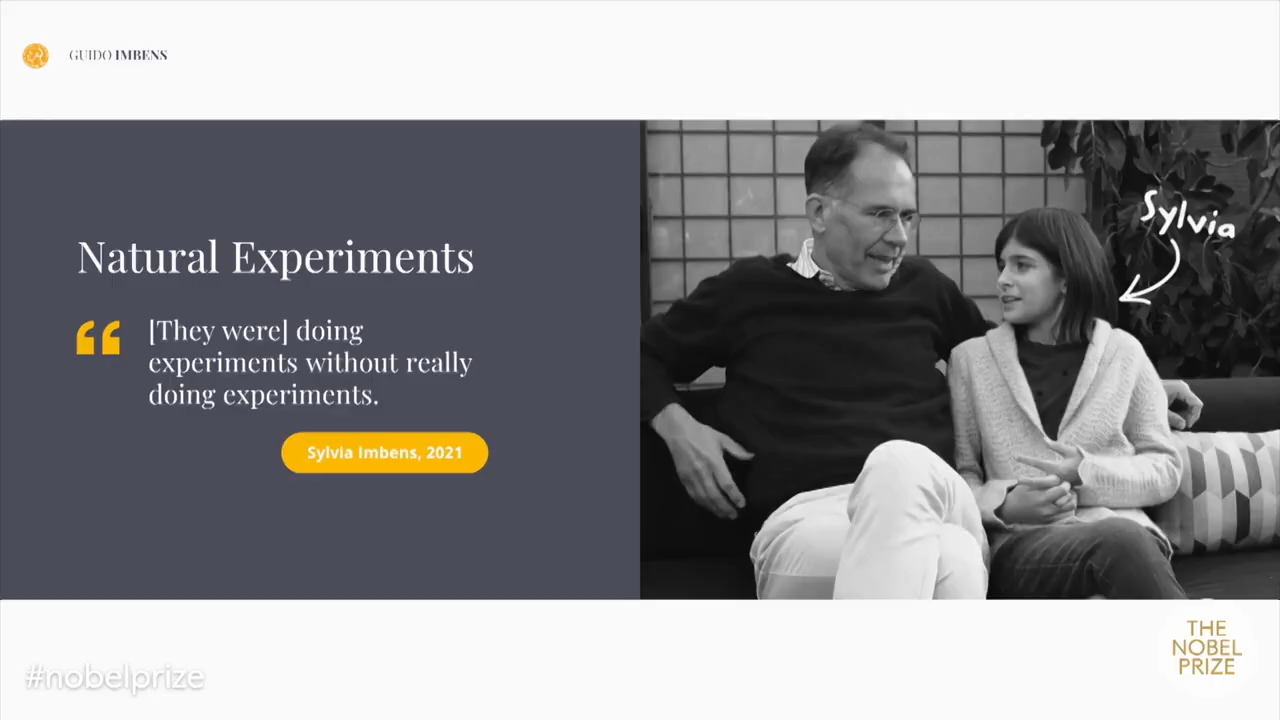 GUIDO IMBENS
Natural Experiments
“ [They were] doing
experiments without really
doing experiments.
Sylvia Imbens, 2021
Sylvia
#nobelprize
THE
NOBEL
PRIZE